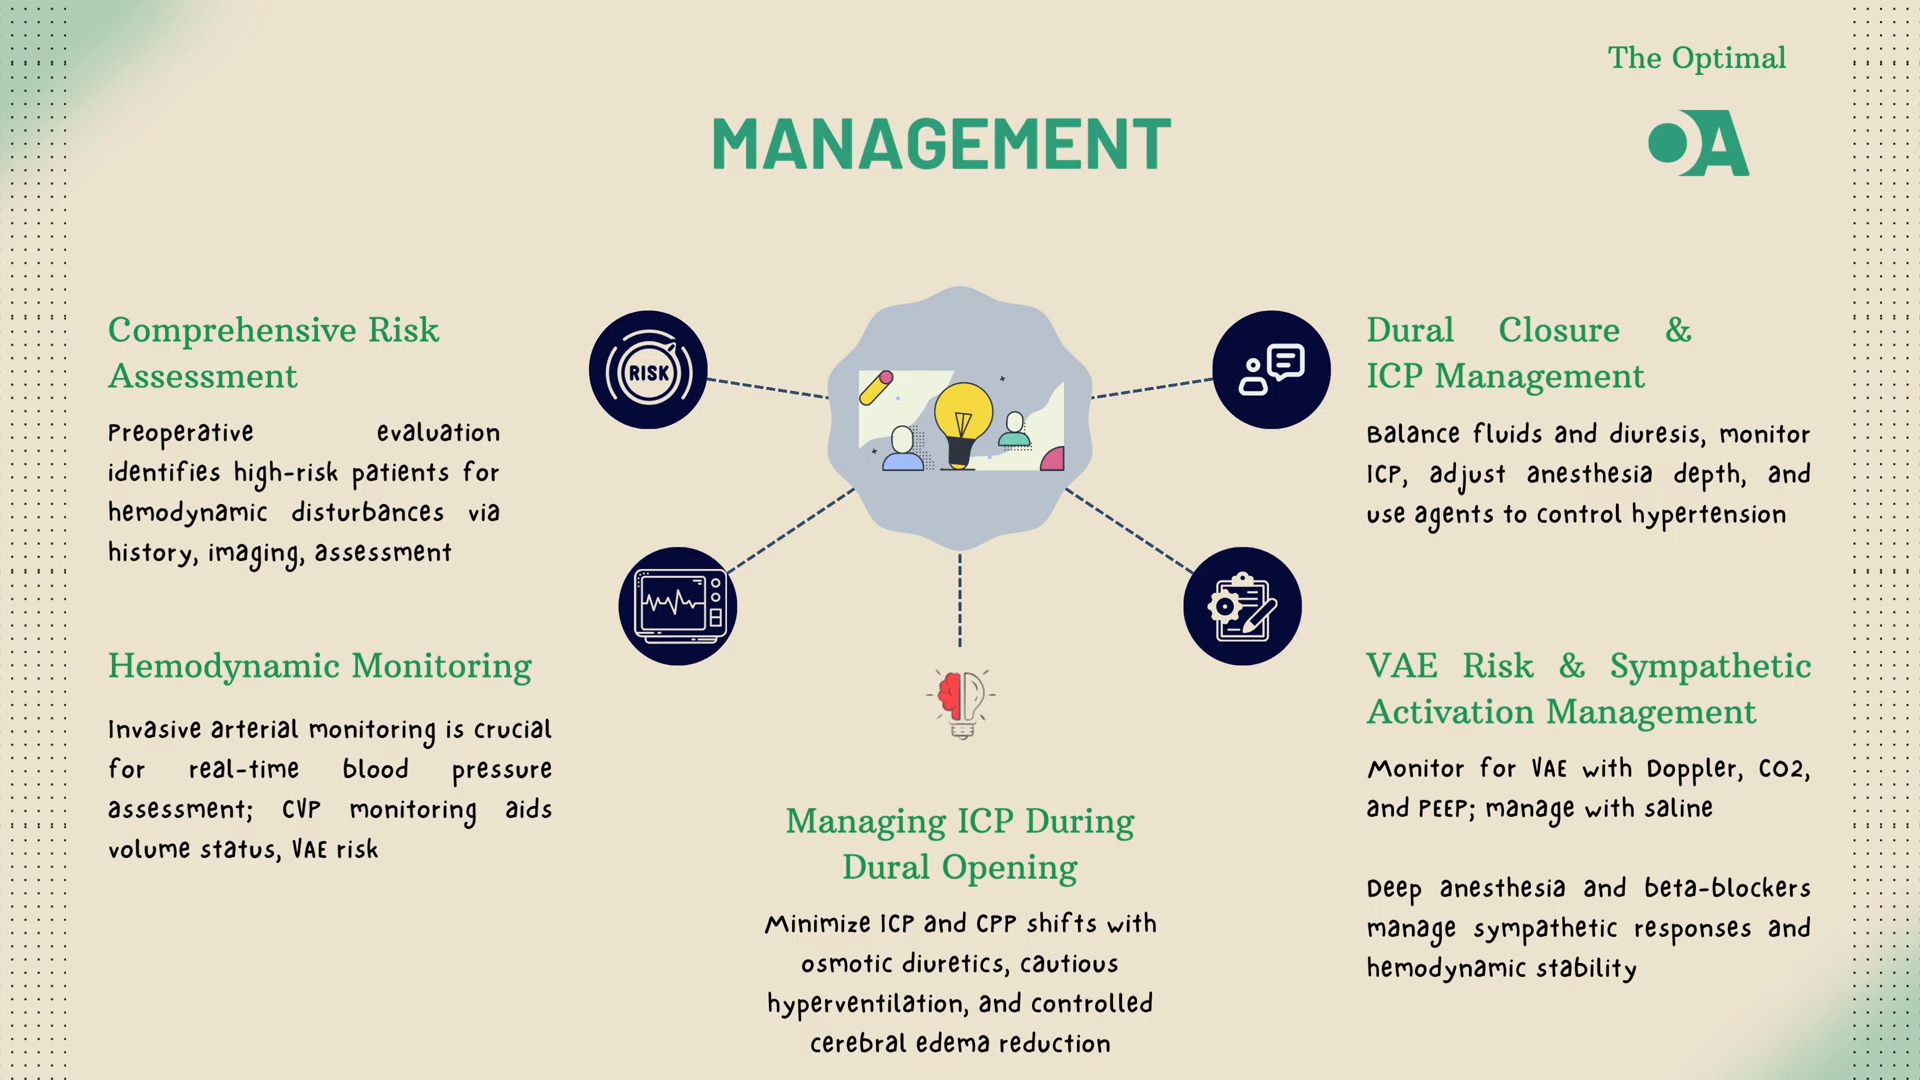 The Optimal
OA
MANAGEMENT
Comprehensive Risk
Assessment
Preoperative evaluation
identifies high-risk patients for
hemodynamic disturbances via
history, imaging, assessment
RISK
Dural Closure &
ICP Management
Balance fluids and diuresis, monitor
ICP, adjust anesthesia depth, and
use agents to control hypertension
Hemodynamic Monitoring
Invasive arterial monitoring is crucial
for real-time blood pressure
assessment; CVP monitoring aids
volume status, VAE risk
Managing ICP During
Dural Opening
Minimize ICP and CPP shifts with
osmotic diuretics, cautious
hyperventilation, and controlled
cerebral edema reduction
VAE Risk & Sympathetic
Activation Management
Monitor for VAE with Doppler, CO2,
and PEEP; manage with saline
Deep anesthesia and beta-blockers
manage sympathetic responses and
hemodynamic stability